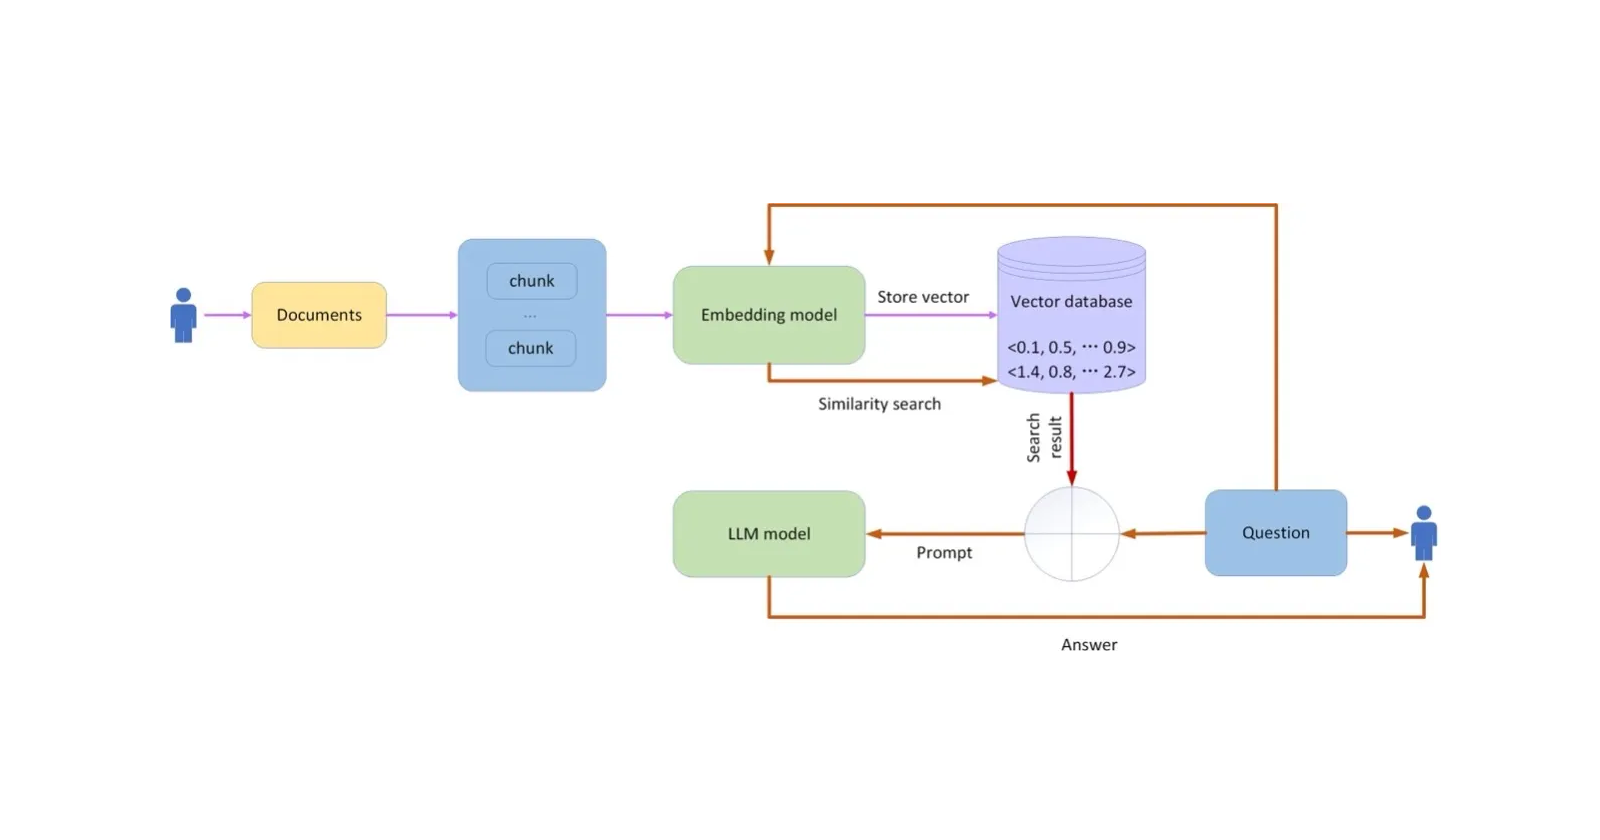 Documents
chunk
...
chunk
Embedding model
Store vector
Similarity search
Vector database
<0.1, 0.5, ··· 0.9>
<1.4, 0.8, ··· 2.7>
Search
result
LLM model
Prompt
Question
Answer